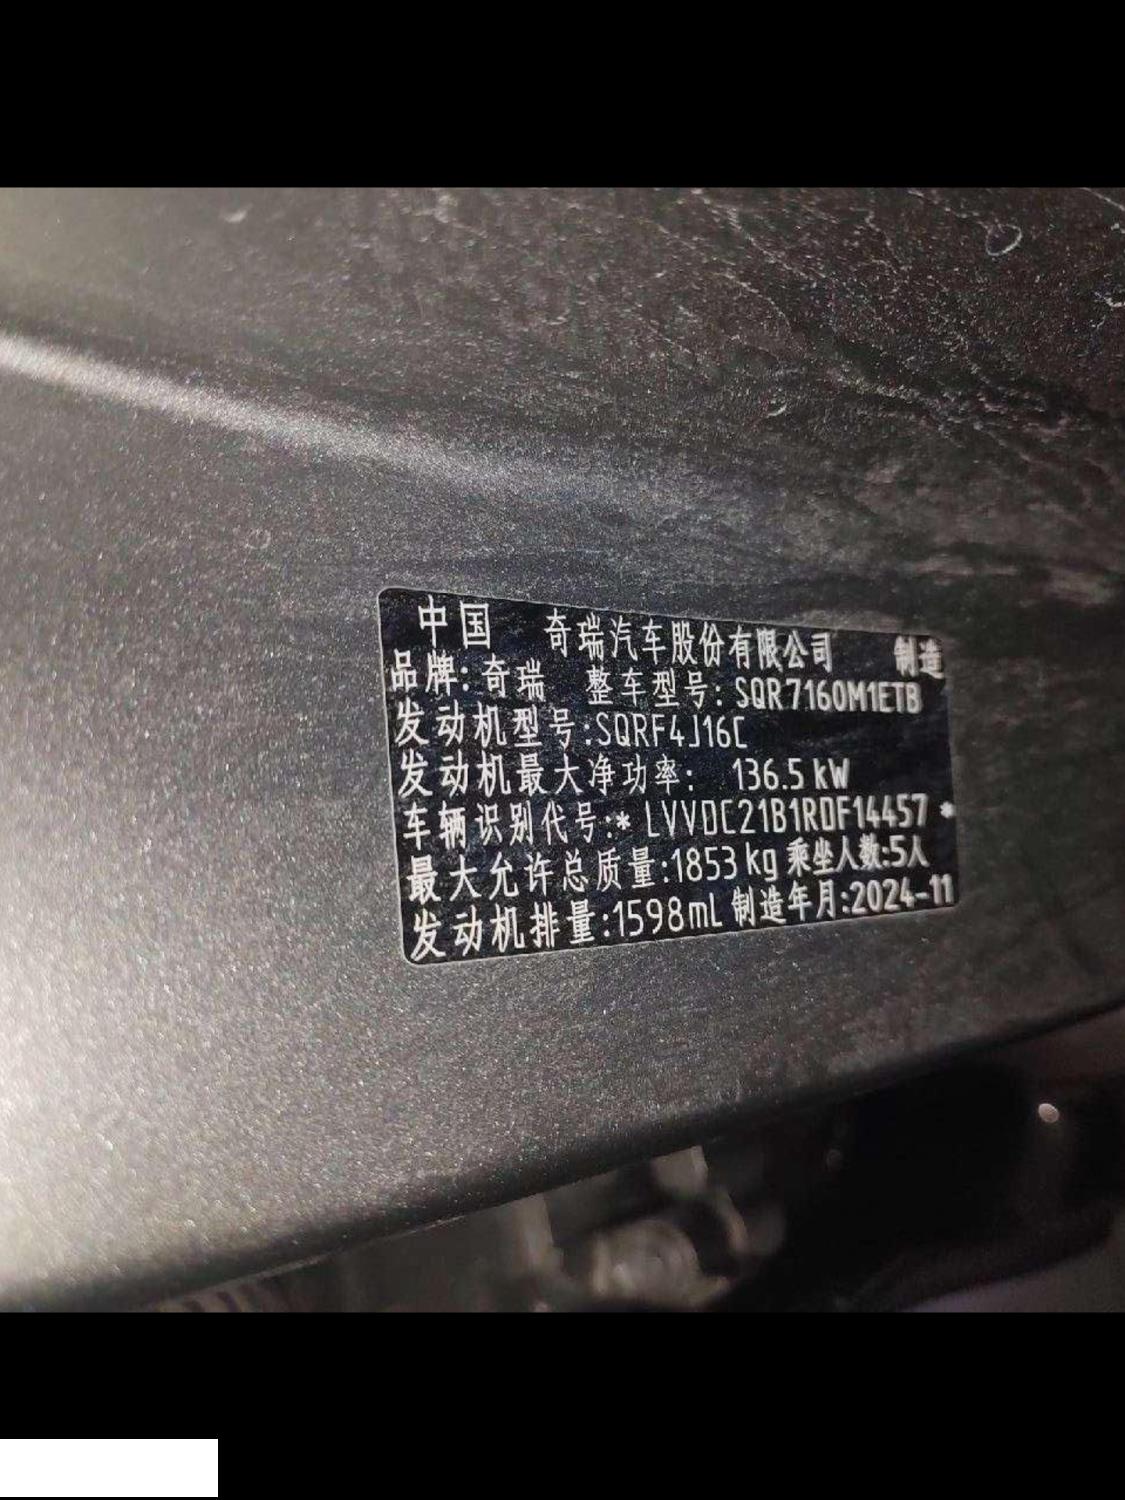 中国 奇瑞汽车股份有限公司 制造
品牌:奇瑞 整车型号:SQR7160M1ETB
发动机型号:SQRF4J16C
发动机最大净功率: 136.5 kW
车辆识别代号:* LVVDC21B1RDF14457 *
最大允许总质量:1853 kg 乘坐人数:5人
发动机排量:1598mL 制造年月:2024-11